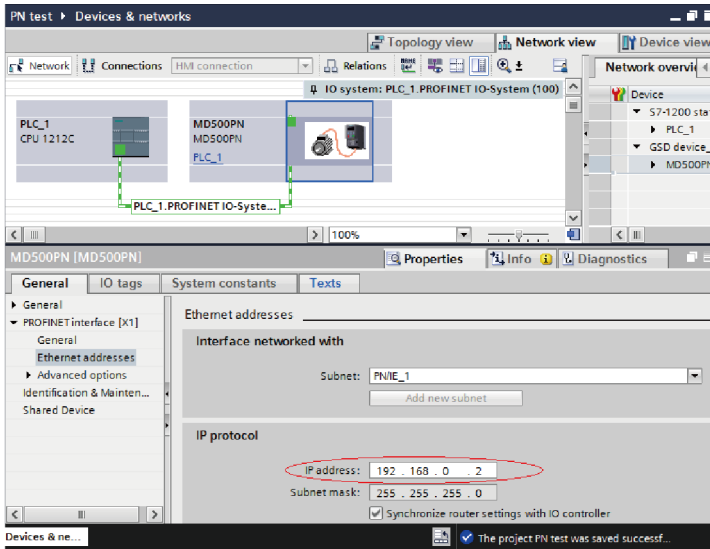 PN test ▸ Devices & networks
Topology view
Network view
Device view
Network
Connections
HMI connection
Relations
Network overvi
IO system: PLC_1.PROFINET IO-System (100)
Device
S7-1200 sta
PLC_1
GSD device_
MD500PN
PLC_1
CPU 1212C
MD500PN
MD500PN
PLC_1
PLC_1.PROFINET IO-Syste...
100%
MD500PN [MD500PN]
Properties
Info
Diagnostics
General
IO tags
System constants
Texts
General
PROFINET interface [X1]
General
Ethernet addresses
Advanced options
Identification & Mainten...
Shared Device
Ethernet addresses
Interface networked with
Subnet:
PN/IE_1
Add new subnet
IP protocol
IP address:
192 . 168 . 0 . 2
Subnet mask:
255 . 255 . 255 . 0
Synchronize router settings with IO controller
Devices & ne...
The project PN test was saved successf...